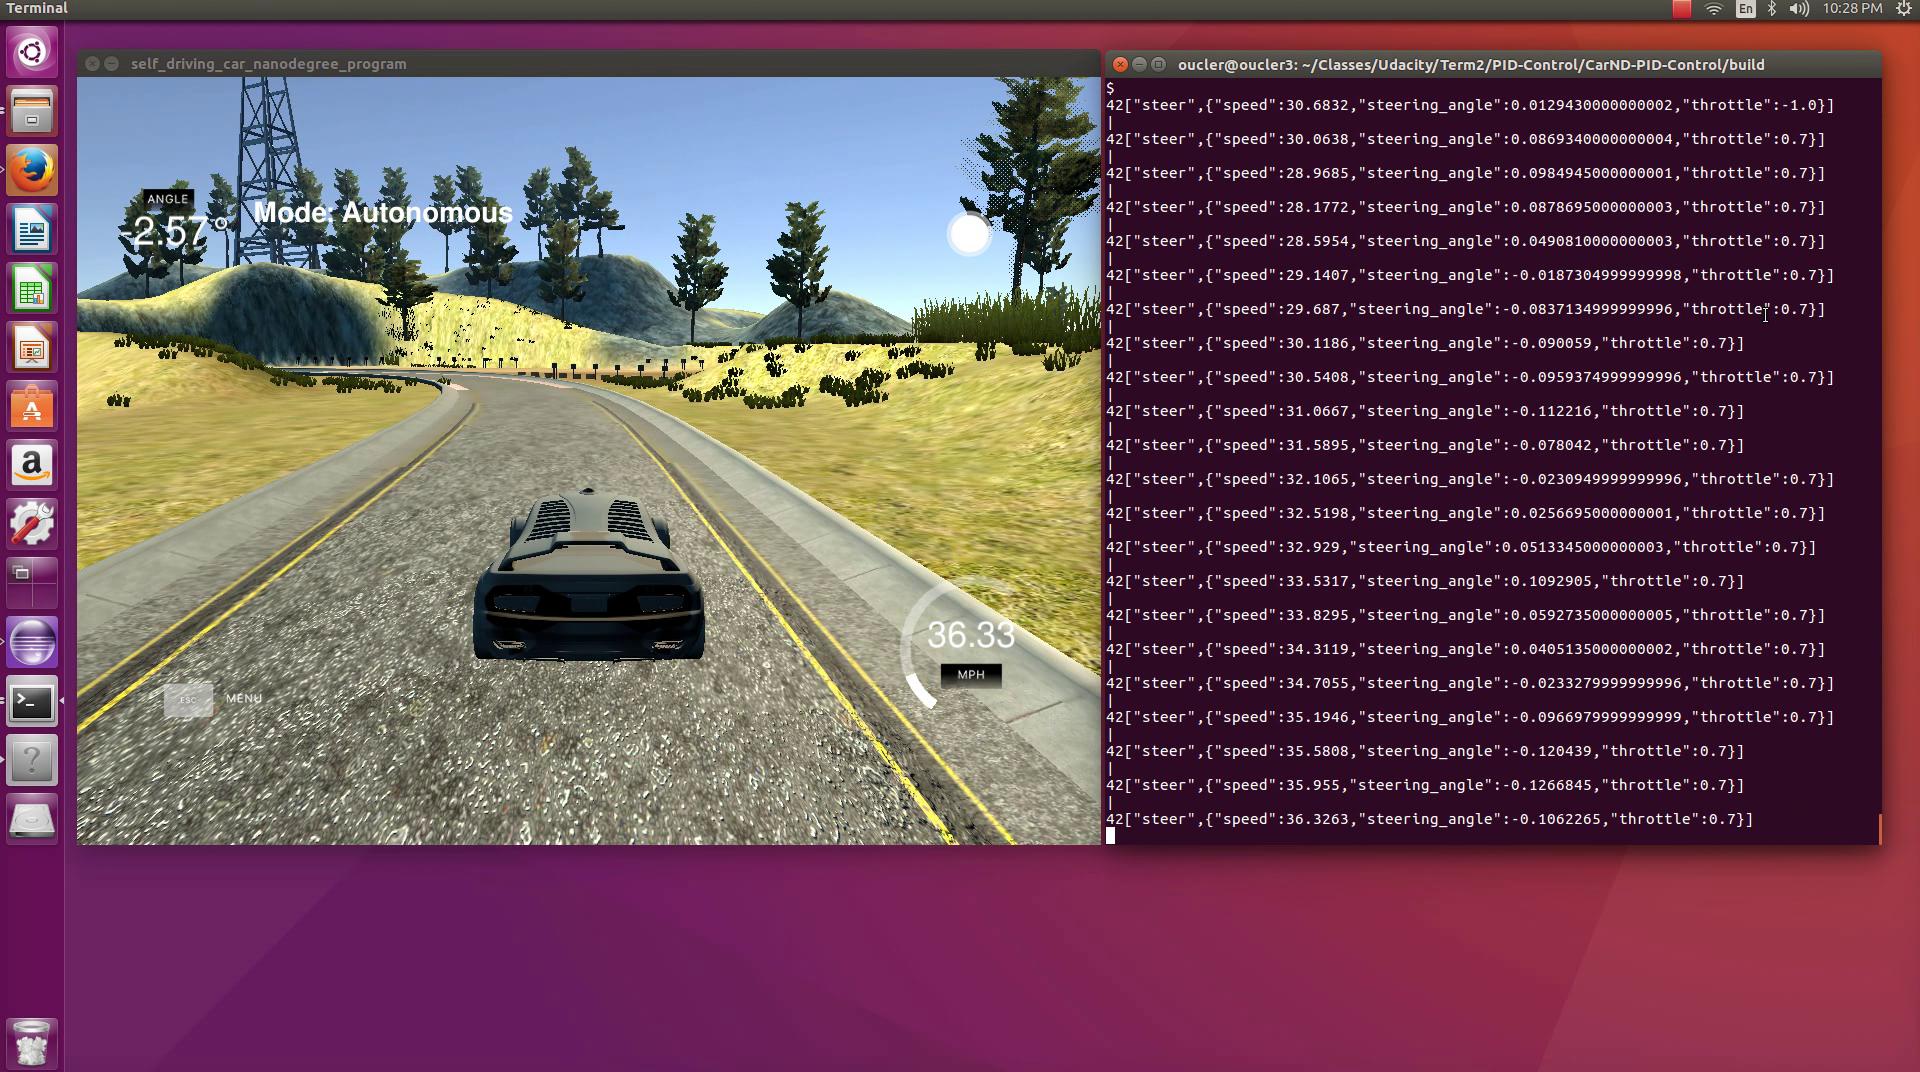 Terminal
En
10:28 PM
self_driving_car_nanodegree_program
ANGLE
-2.57°
Mode: Autonomous
36.33
MPH
ESC
MENU
oucler@oucler3: ~/Classes/Udacity/Term2/PID-Control/CarND-PID-Control/build
$
42["steer",{"speed":30.6832,"steering_angle":0.0129430000000002,"throttle":-1.0}]
|
42["steer",{"speed":30.0638,"steering_angle":0.0869340000000004,"throttle":0.7}]
|
42["steer",{"speed":28.9685,"steering_angle":0.0984945000000001,"throttle":0.7}]
|
42["steer",{"speed":28.1772,"steering_angle":0.0878695000000003,"throttle":0.7}]
|
42["steer",{"speed":28.5954,"steering_angle":0.0490810000000003,"throttle":0.7}]
|
42["steer",{"speed":29.1407,"steering_angle":-0.0187304999999998,"throttle":0.7}]
|
42["steer",{"speed":29.687,"steering_angle":-0.0837134999999996,"throttle":0.7}]
|
42["steer",{"speed":30.1186,"steering_angle":-0.090059,"throttle":0.7}]
|
42["steer",{"speed":30.5408,"steering_angle":-0.0959374999999996,"throttle":0.7}]
|
42["steer",{"speed":31.0667,"steering_angle":-0.112216,"throttle":0.7}]
|
42["steer",{"speed":31.5895,"steering_angle":-0.078042,"throttle":0.7}]
|
42["steer",{"speed":32.1065,"steering_angle":-0.0230949999999996,"throttle":0.7}]
|
42["steer",{"speed":32.5198,"steering_angle":0.0256695000000001,"throttle":0.7}]
|
42["steer",{"speed":32.929,"steering_angle":0.0513345000000003,"throttle":0.7}]
|
42["steer",{"speed":33.5317,"steering_angle":0.1092905,"throttle":0.7}]
|
42["steer",{"speed":33.8295,"steering_angle":0.0592735000000005,"throttle":0.7}]
|
42["steer",{"speed":34.3119,"steering_angle":0.0405135000000002,"throttle":0.7}]
|
42["steer",{"speed":34.7055,"steering_angle":-0.0233279999999996,"throttle":0.7}]
|
42["steer",{"speed":35.1946,"steering_angle":-0.0966979999999999,"throttle":0.7}]
|
42["steer",{"speed":35.5808,"steering_angle":-0.120439,"throttle":0.7}]
|
42["steer",{"speed":35.955,"steering_angle":-0.1266845,"throttle":0.7}]
|
42["steer",{"speed":36.3263,"steering_angle":-0.1062265,"throttle":0.7}]